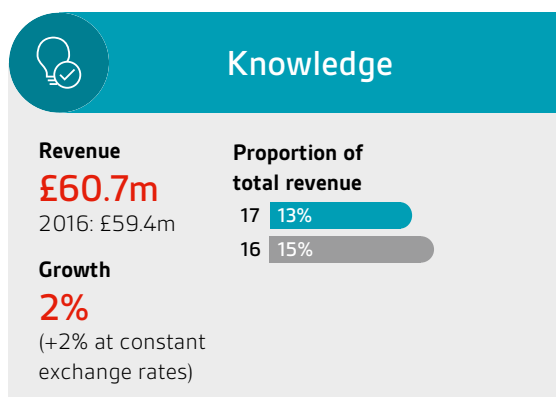 Knowledge
Revenue
£60.7m
2016: £59.4m
Growth
2%
(+2% at constant
exchange rates)
Proportion of
total revenue
17 13%
16 15%